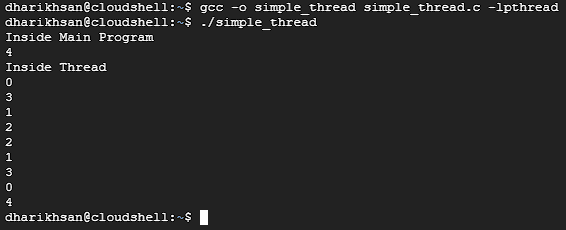 dharikhsan@cloudshell:~$ gcc -o simple_thread simple_thread.c -lpthread
dharikhsan@cloudshell:~$ ./simple_thread
Inside Main Program
4
Inside Thread
0
3
1
2
2
1
3
0
4
dharikhsan@cloudshell:~$